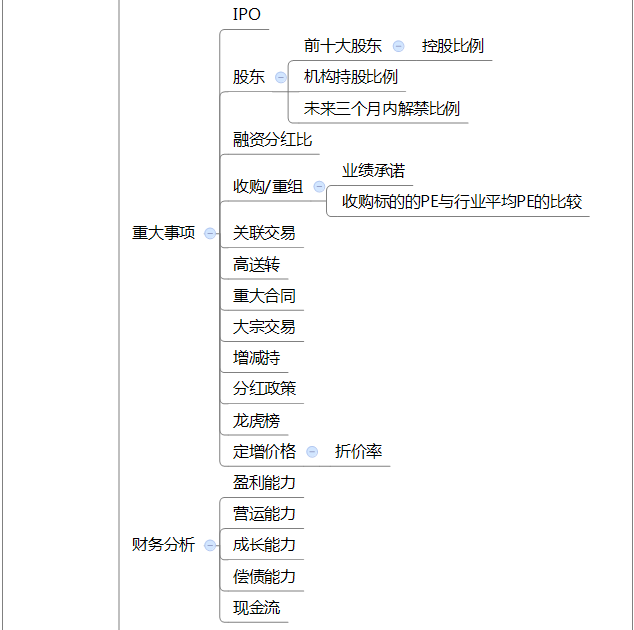 IPO
前十大股东 控股比例
股东
机构持股比例
未来三个月内解禁比例
融资分红比
业绩承诺
收购/重组
收购标的的PE与行业平均PE的比较
重大事项
关联交易
高送转
重大合同
大宗交易
增减持
分红政策
龙虎榜
定增价格 折价率
盈利能力
营运能力
财务分析
成长能力
偿债能力
现金流